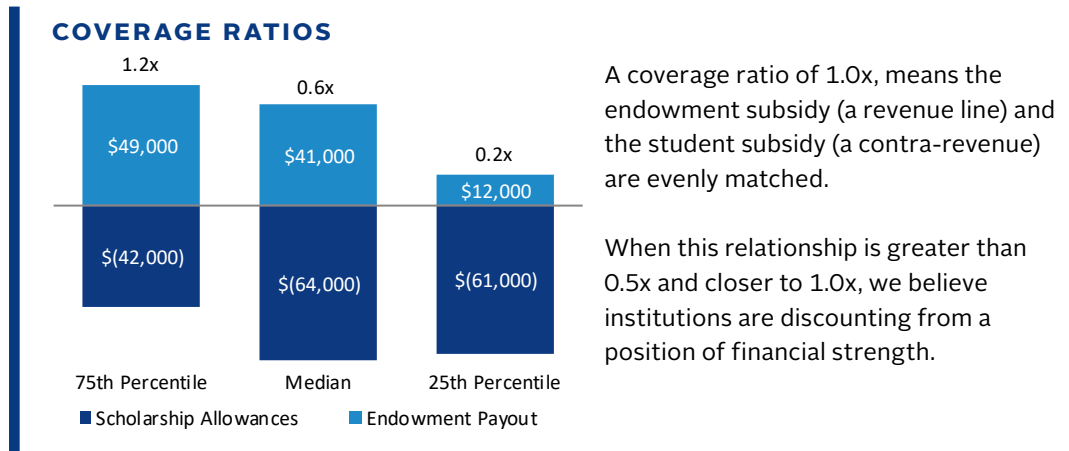 COVERAGE RATIOS
1.2x
0.6x
0.2x
$49,000
$41,000
$12,000
$(42,000)
$(64,000)
$(61,000)
75th Percentile
Median
25th Percentile
Scholarship Allowances
Endowment Payout
A coverage ratio of 1.0x, means the
endowment subsidy (a revenue line) and
the student subsidy (a contra-revenue)
are evenly matched.
When this relationship is greater than
0.5x and closer to 1.0x, we believe
institutions are discounting from a
position of financial strength.